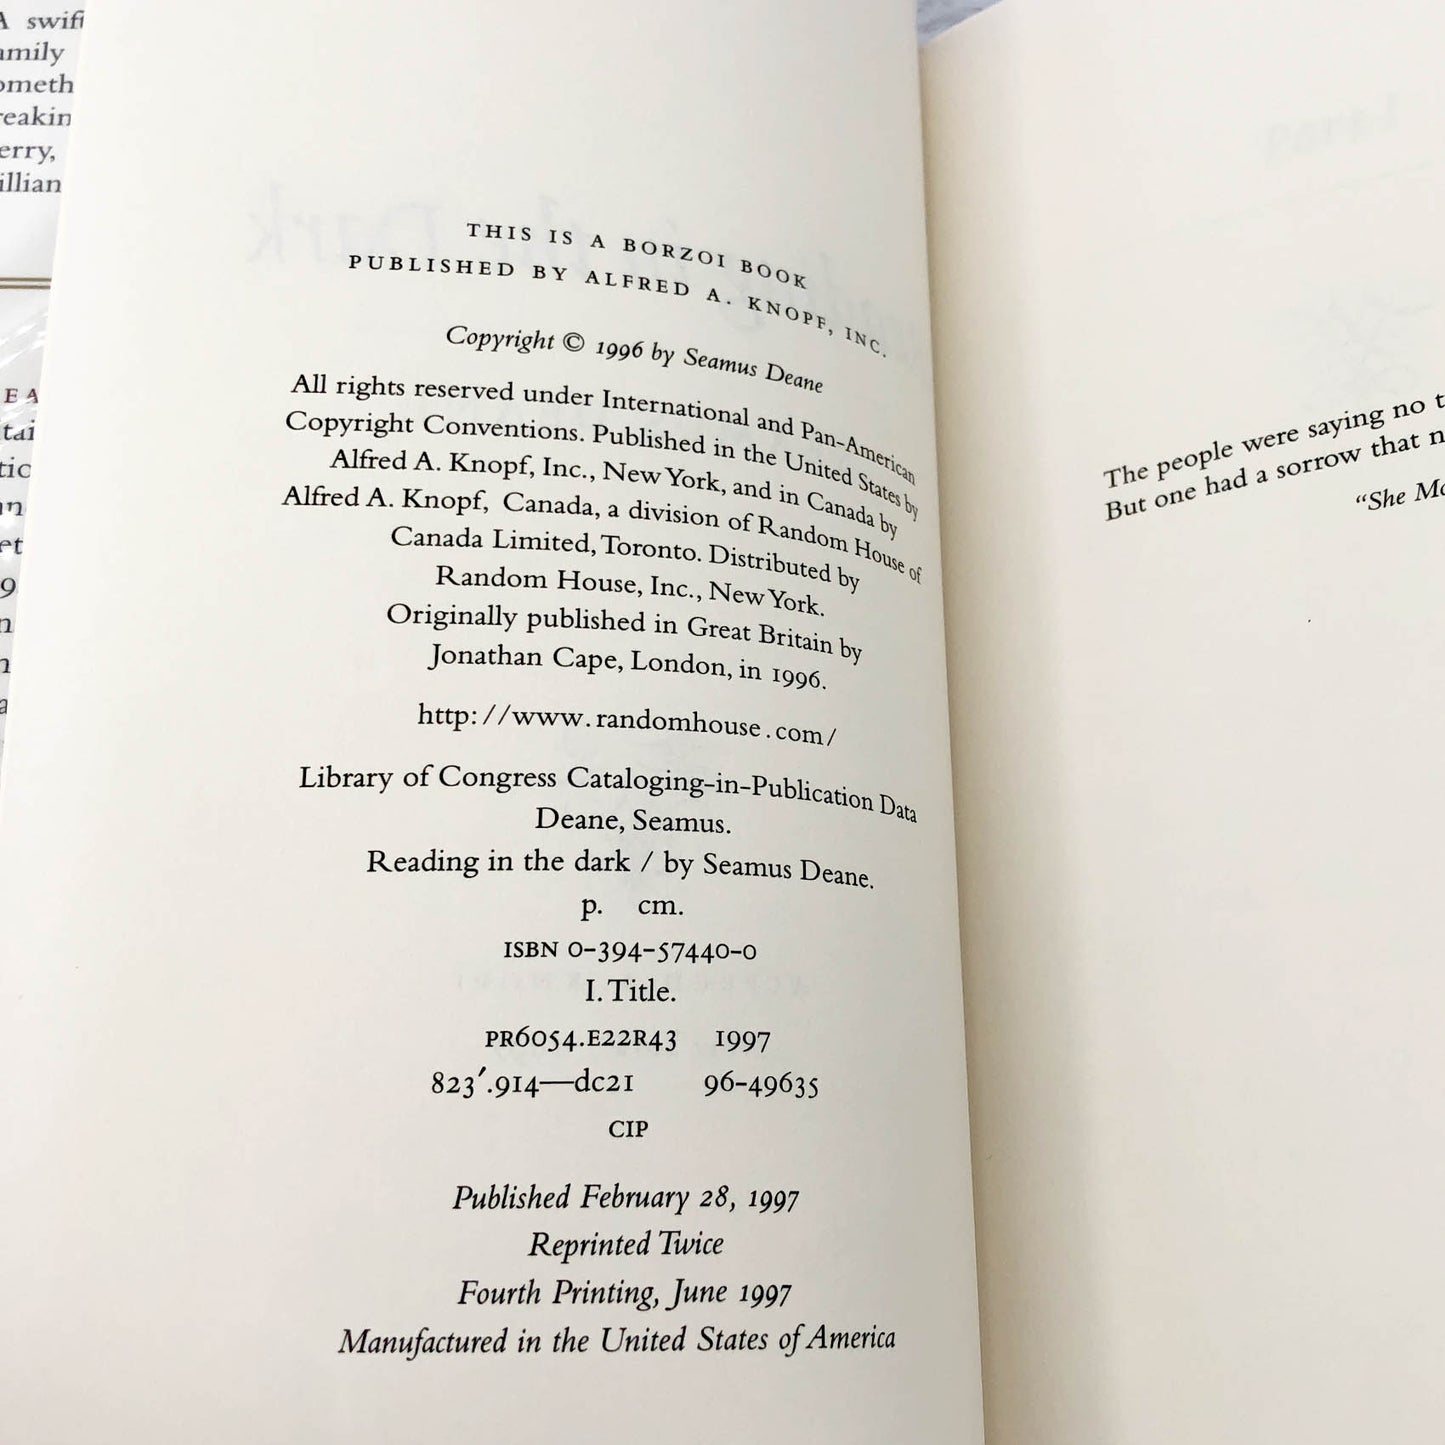 A swift
family
someth
Kerry,
THIS IS A BORZOI BOOK
PUBLISHED BY ALFRED A. KNOPF, INC.
Copyright © 1996 by Seamus Deane
All rights reserved under International and Pan-American
Copyright Conventions. Published in the United States by
Alfred A. Knopf, Inc., New York, and in Canada by
Alfred A. Knopf, Canada, a division of Random House of
Canada Limited, Toronto. Distributed by
Random House, Inc., New York.
Originally published in Great Britain by
Jonathan Cape, London, in 1996.
http://www.randomhouse.com/
Library of Congress Cataloging-in-Publication Data
Deane, Seamus.
Reading in the dark / by Seamus Deane.
p. cm.
ISBN 0-394-57440-0
I. Title.
PR6054.E22R43 1997
823′.914—dc21 96-49635
CIP
Published February 28, 1997
Reprinted Twice
Fourth Printing, June 1997
Manufactured in the United States of America
The people were saying no t
But one had a sorrow that n
“She Mo